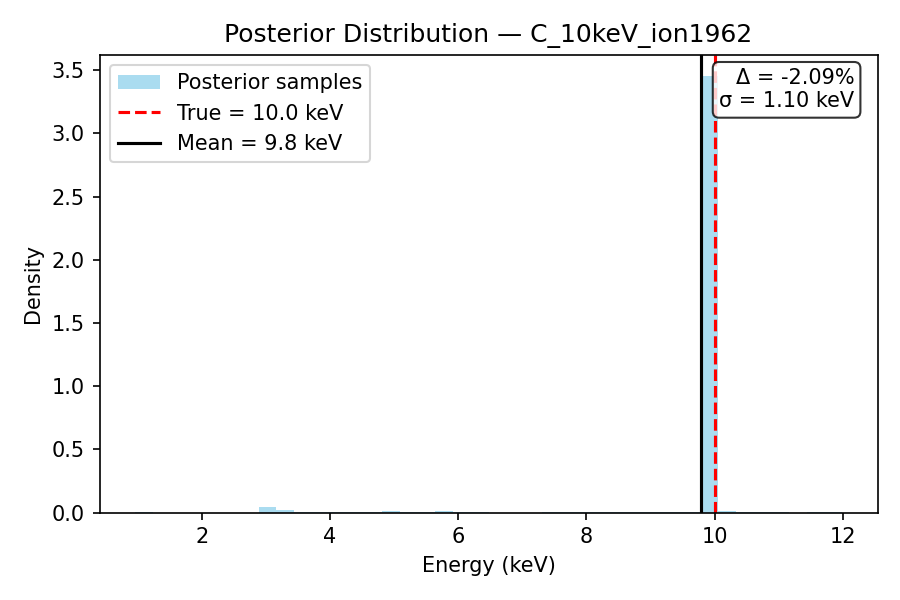 Posterior Distribution — C_10keV_ion1962
Posterior samples
True = 10.0 keV
Mean = 9.8 keV
Δ = -2.09%
σ = 1.10 keV
Density
3.5
3.0
2.5
2.0
1.5
1.0
0.5
0.0
2 4 6 8 10 12
Energy (keV)